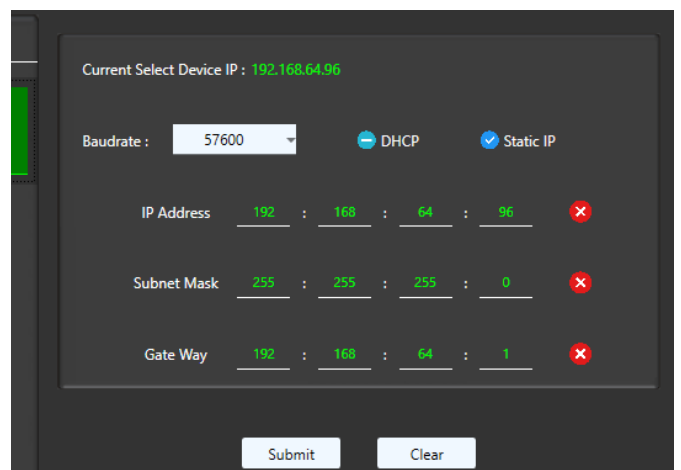 Current Select Device IP : 192.168.64.96
Baudrate : 57600 DHCP Static IP
IP Address 192 : 168 : 64 : 96
Subnet Mask 255 : 255 : 255 : 0
Gate Way 192 : 168 : 64 : 1
Submit Clear